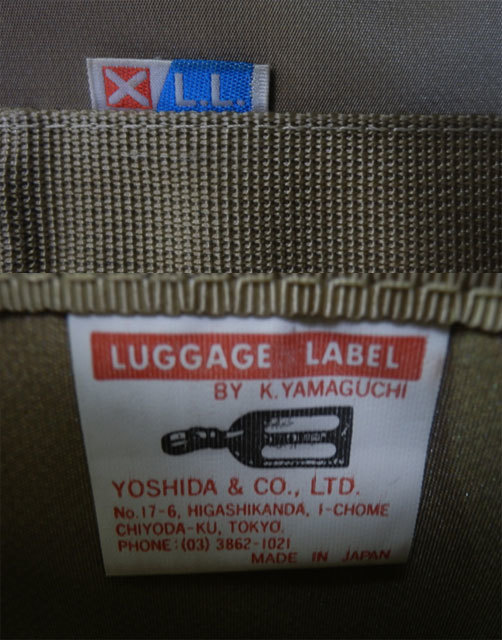 L.L.
LUGGAGE LABEL
BY K.YAMAGUCHI
YOSHIDA & CO., LTD.
No.17-6, HIGASHIKANDA, 1-CHOME
CHIYODA-KU, TOKYO.
PHONE:(03) 3862-1021
MADE IN JAPAN